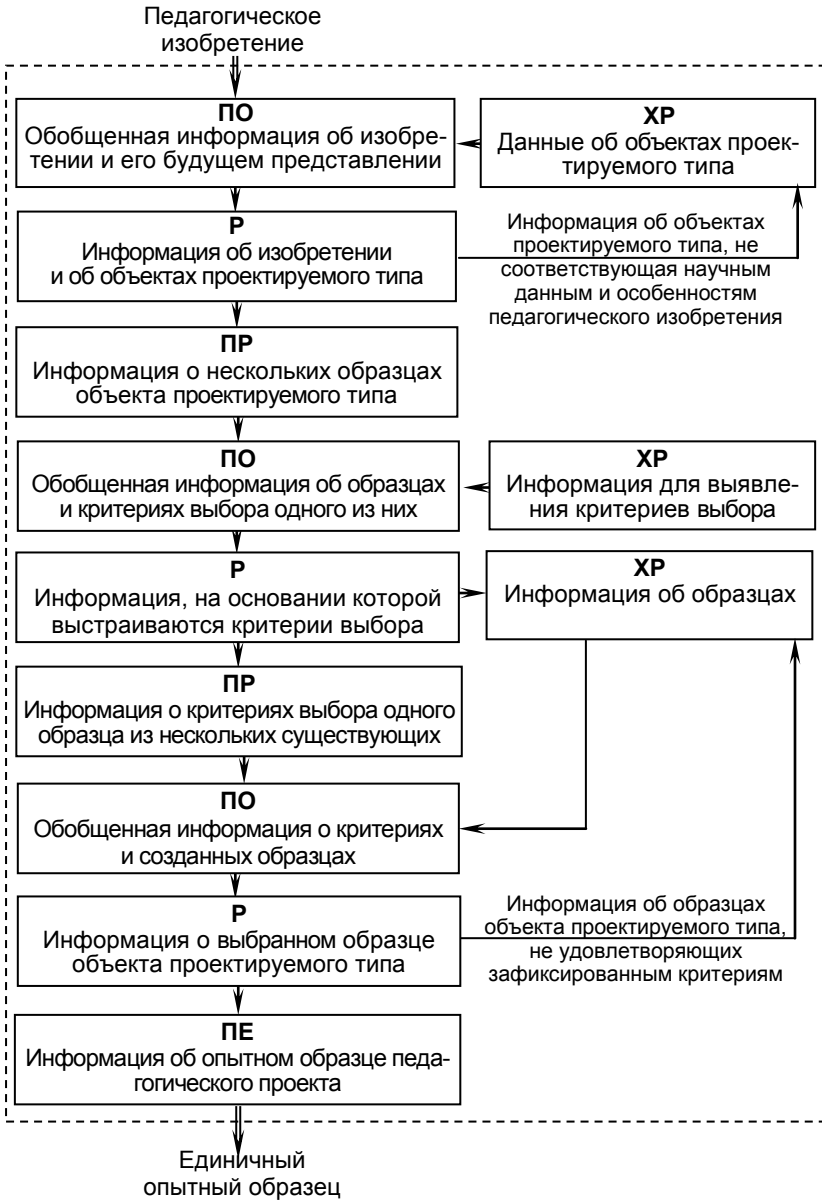 Педагогическое
изобретение
ПО
Обобщенная информация об изобре-
тении и его будущем представлении
ХР
Данные об объектах проек-
тируемого типа
Р
Информация об изобретении
и об объектах проектируемого типа
Информация об объектах
проектируемого типа, не
соответствующая научным
данным и особенностям
педагогического изобретения
ПР
Информация о нескольких образцах
объекта проектируемого типа
ПО
Обобщенная информация об образцах
и критериях выбора одного из них
ХР
Информация для выявле-
ния критериев выбора
Р
Информация, на основании которой
выстраиваются критерии выбора
ХР
Информация об образцах
ПР
Информация о критериях выбора одного
образца из нескольких существующих
ПО
Обобщенная информация о критериях
и созданных образцах
Р
Информация о выбранном образце
объекта проектируемого типа
Информация об образцах
объекта проектируемого типа,
не удовлетворяющих
зафиксированным критериям
ПЕ
Информация об опытном образце педа-
гогического проекта
Единичный
опытный образец